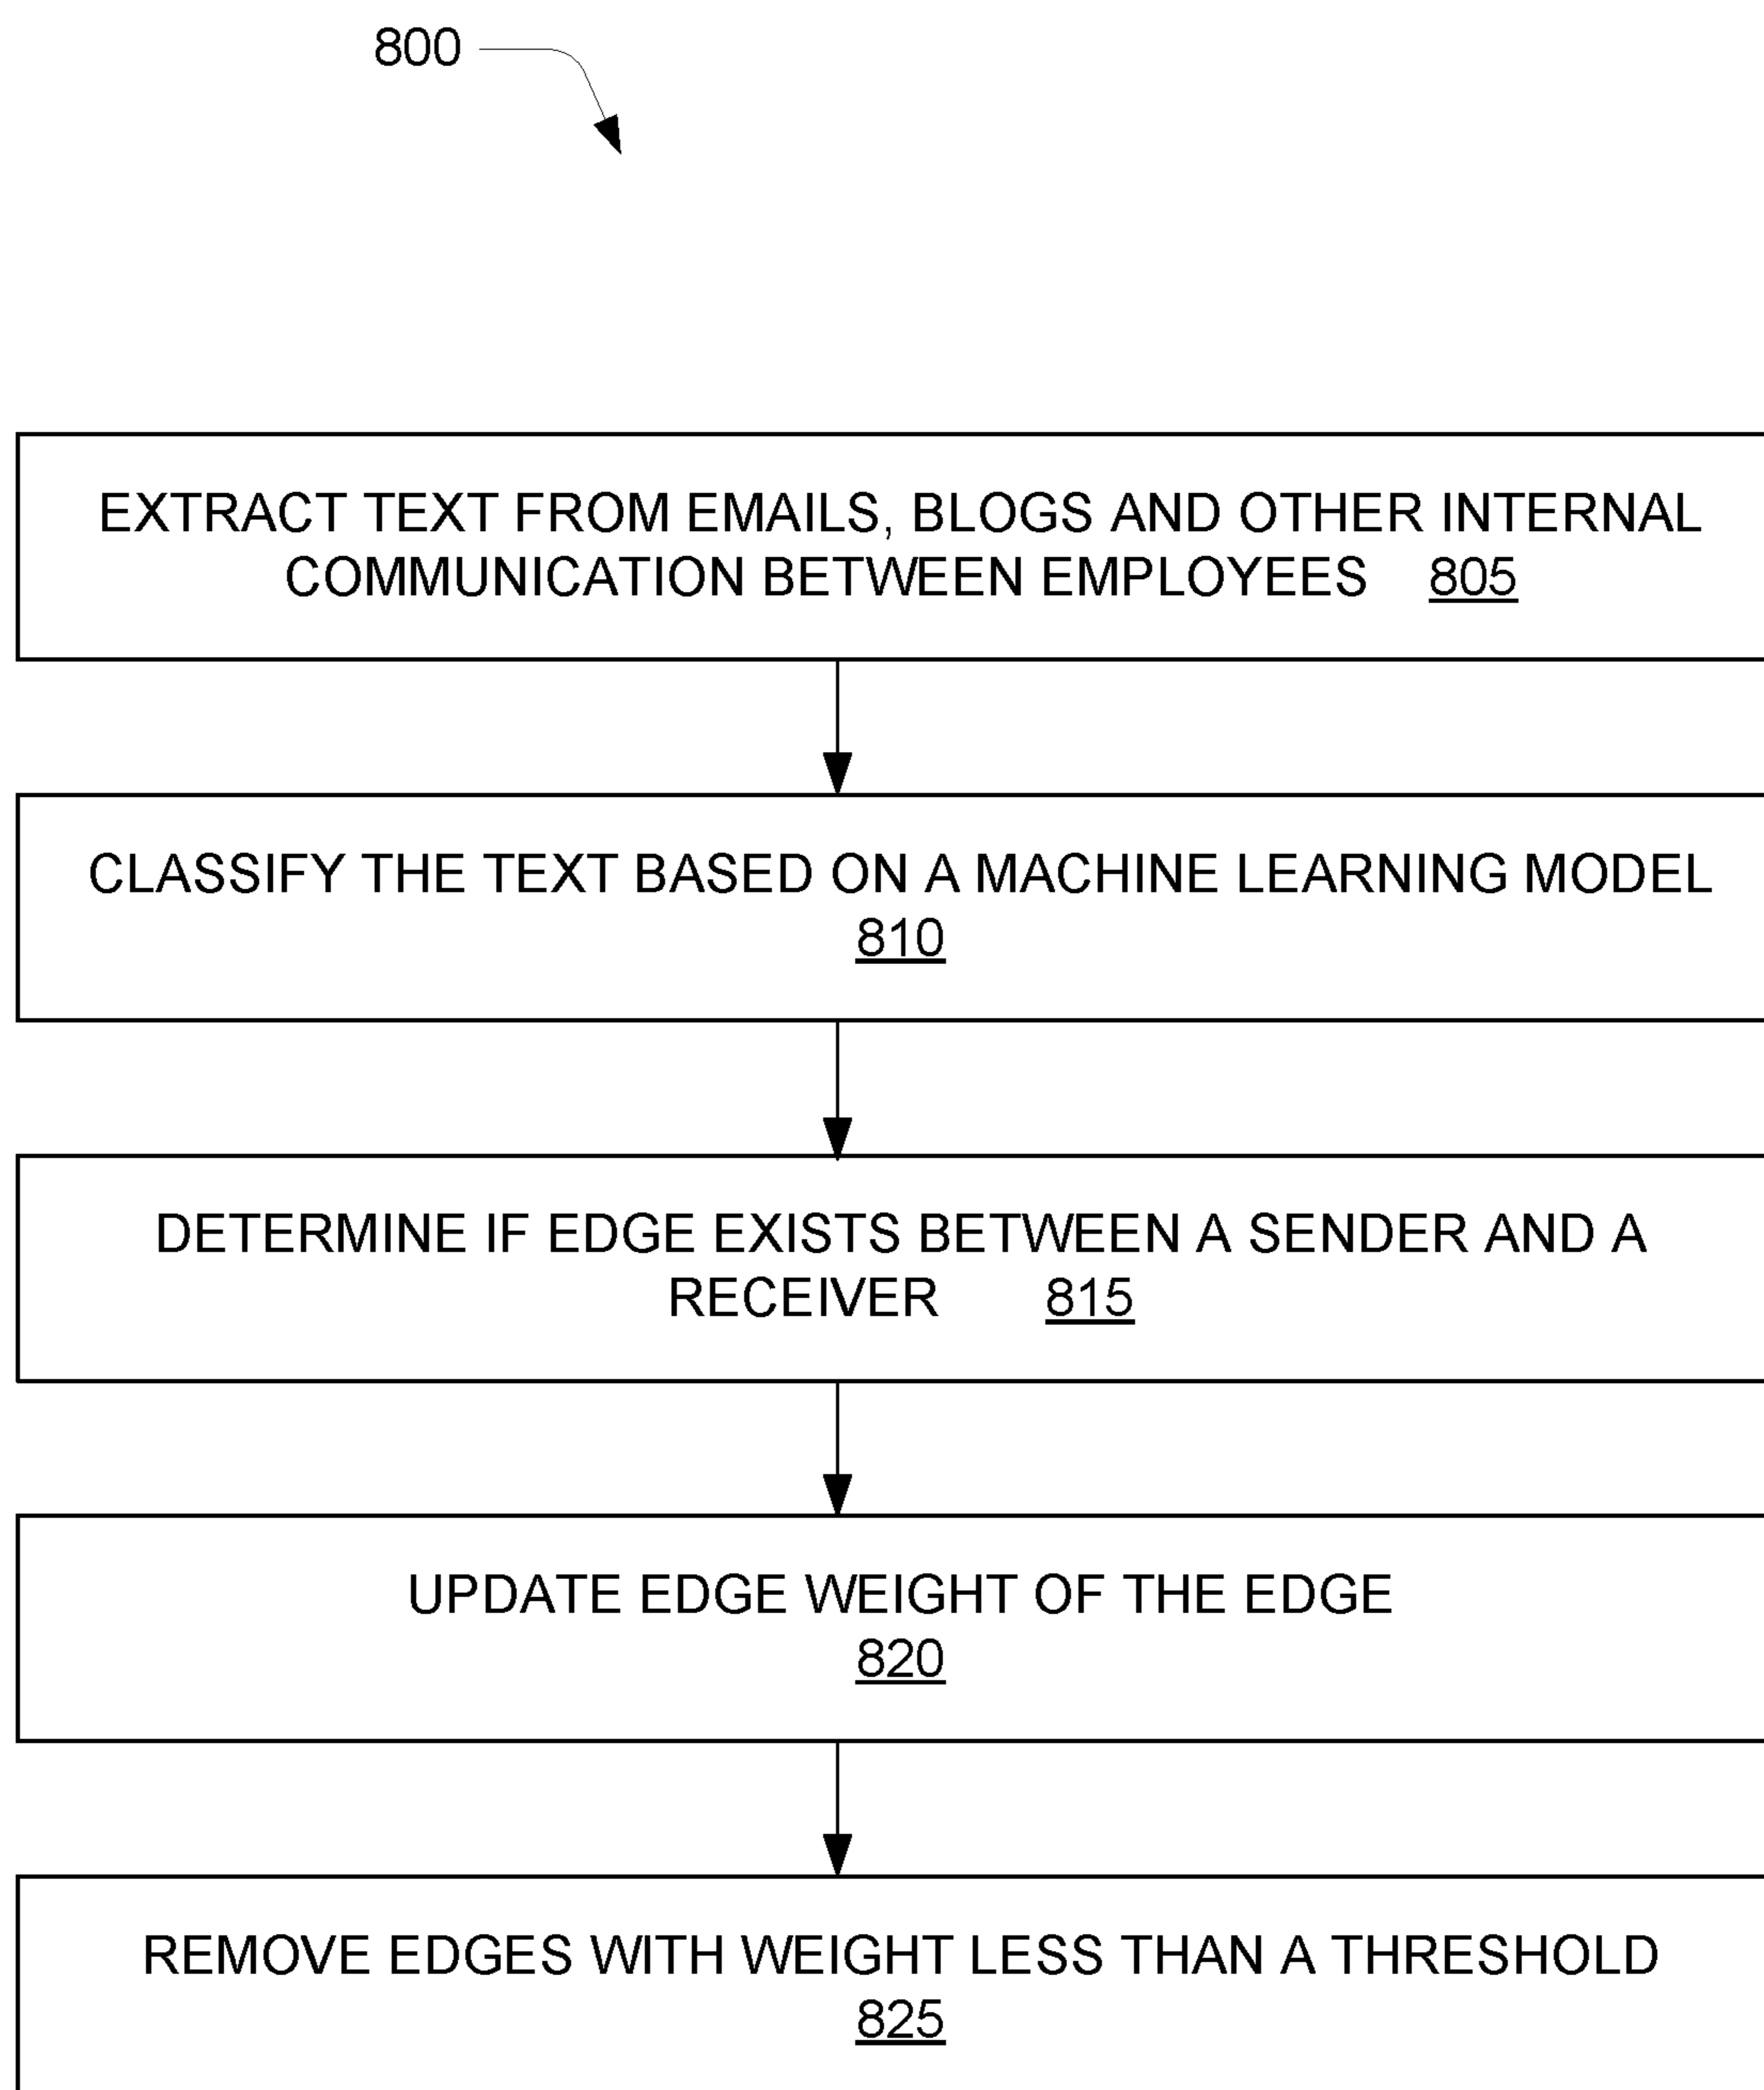 800
EXTRACT TEXT FROM EMAILS, BLOGS AND OTHER INTERNAL
COMMUNICATION BETWEEN EMPLOYEES 805
CLASSIFY THE TEXT BASED ON A MACHINE LEARNING MODEL
810
DETERMINE IF EDGE EXISTS BETWEEN A SENDER AND A
RECEIVER 815
UPDATE EDGE WEIGHT OF THE EDGE
820
REMOVE EDGES WITH WEIGHT LESS THAN A THRESHOLD
825